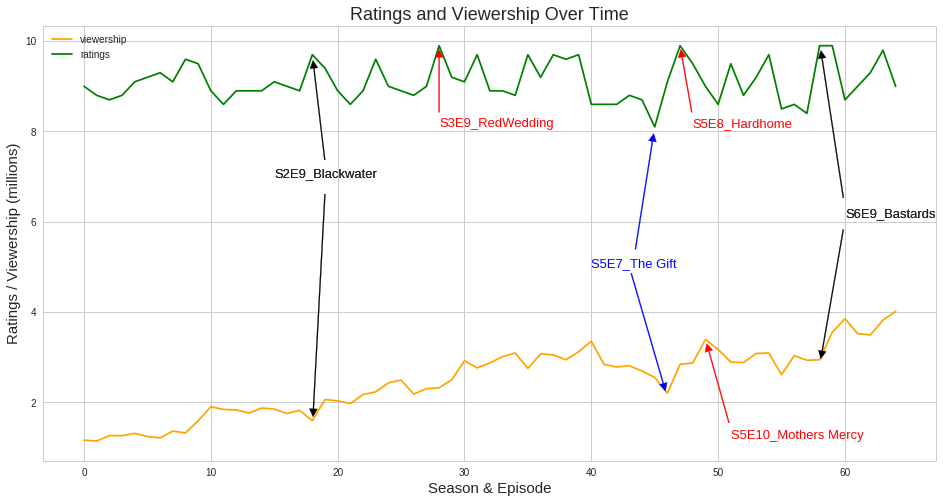 Ratings and Viewership Over Time
viewership
ratings
10
8
6
4
2
Ratings / Viewership (millions)
S3E9_RedWedding
S5E8_Hardhome
S2E9_Blackwater
S6E9_Bastards
S5E7_The Gift
S5E10_Mothers Mercy
0 10 20 30 40 50 60
Season & Episode